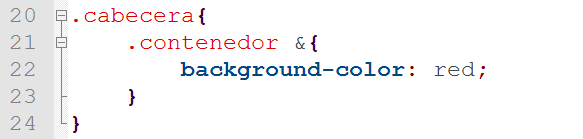 20 .cabecera{
21 .contenedor &{
22 background-color: red;
23 }
24 }